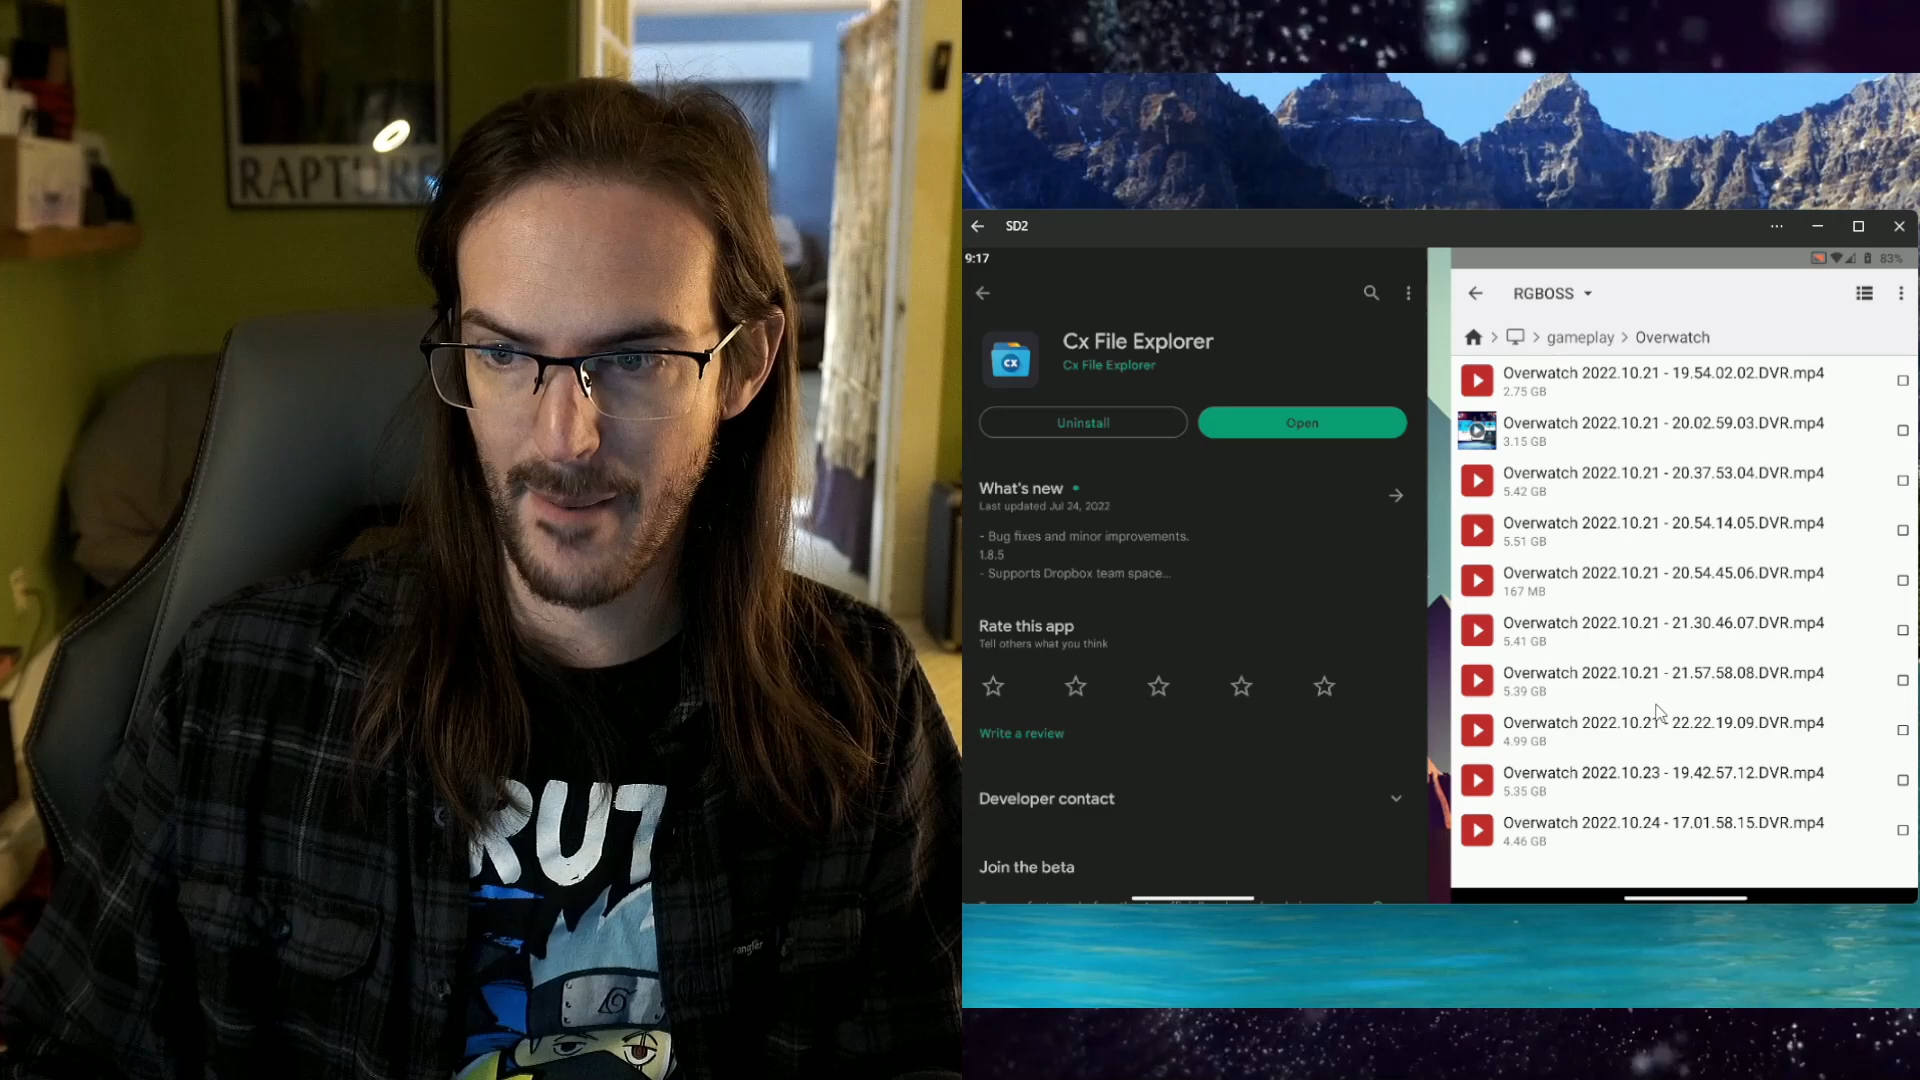 RAPTURE
RUT
SD2
9:17
83%
Cx File Explorer
Cx File Explorer
CX
Uninstall
Open
What's new
Last updated Jul 24, 2022
- Bug fixes and minor improvements.
1.8.5
- Supports Dropbox team space...
Rate this app
Tell others what you think
Write a review
Developer contact
Join the beta
RGBOSS
gameplay > Overwatch
Overwatch 2022.10.21 - 19.54.02.02.DVR.mp4
2.75 GB
Overwatch 2022.10.21 - 20.02.59.03.DVR.mp4
3.15 GB
Overwatch 2022.10.21 - 20.37.53.04.DVR.mp4
5.42 GB
Overwatch 2022.10.21 - 20.54.14.05.DVR.mp4
5.51 GB
Overwatch 2022.10.21 - 20.54.45.06.DVR.mp4
167 MB
Overwatch 2022.10.21 - 21.30.46.07.DVR.mp4
5.41 GB
Overwatch 2022.10.21 - 21.57.58.08.DVR.mp4
5.39 GB
Overwatch 2022.10.21 - 22.22.19.09.DVR.mp4
4.99 GB
Overwatch 2022.10.23 - 19.42.57.12.DVR.mp4
5.35 GB
Overwatch 2022.10.24 - 17.01.58.15.DVR.mp4
4.46 GB